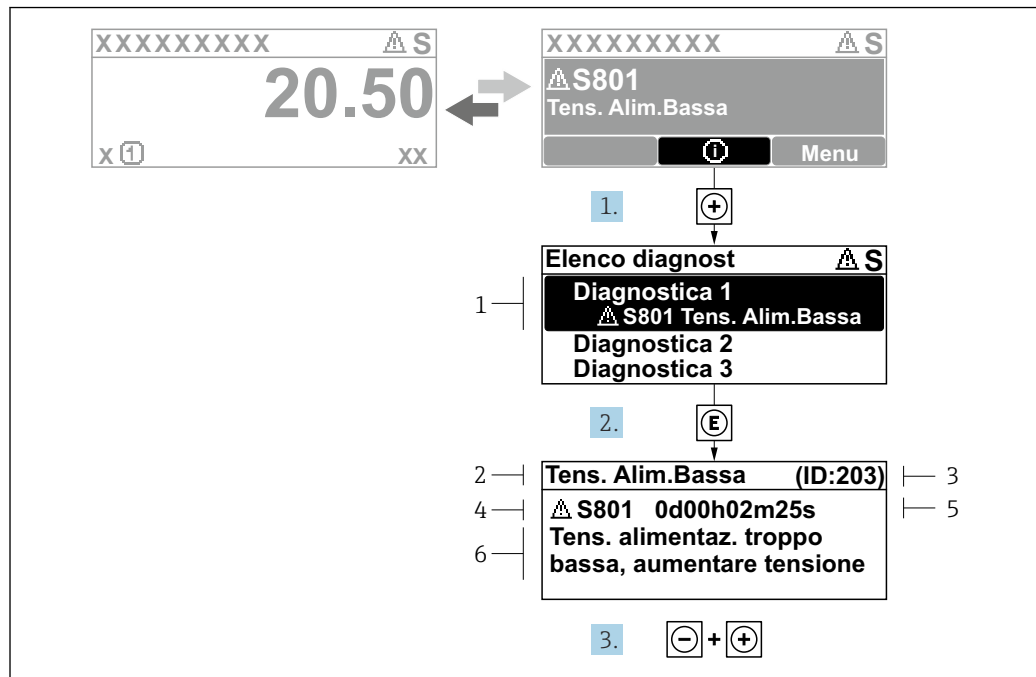 XXXXXXXXX ⚠ S
20.50
X ① XX
XXXXXXXXX ⚠ S
⚠ S801
Tens. Alim.Bassa
ⓘ Menu
1. +
Elenco diagnost ⚠ S
1
Diagnostica 1
⚠ S801 Tens. Alim.Bassa
Diagnostica 2
Diagnostica 3
2. E
2 Tens. Alim.Bassa (ID:203) 3
4 ⚠ S801 0d00h02m25s 5
6 Tens. alimentaz. troppo
bassa, aumentare tensione
3. - + +